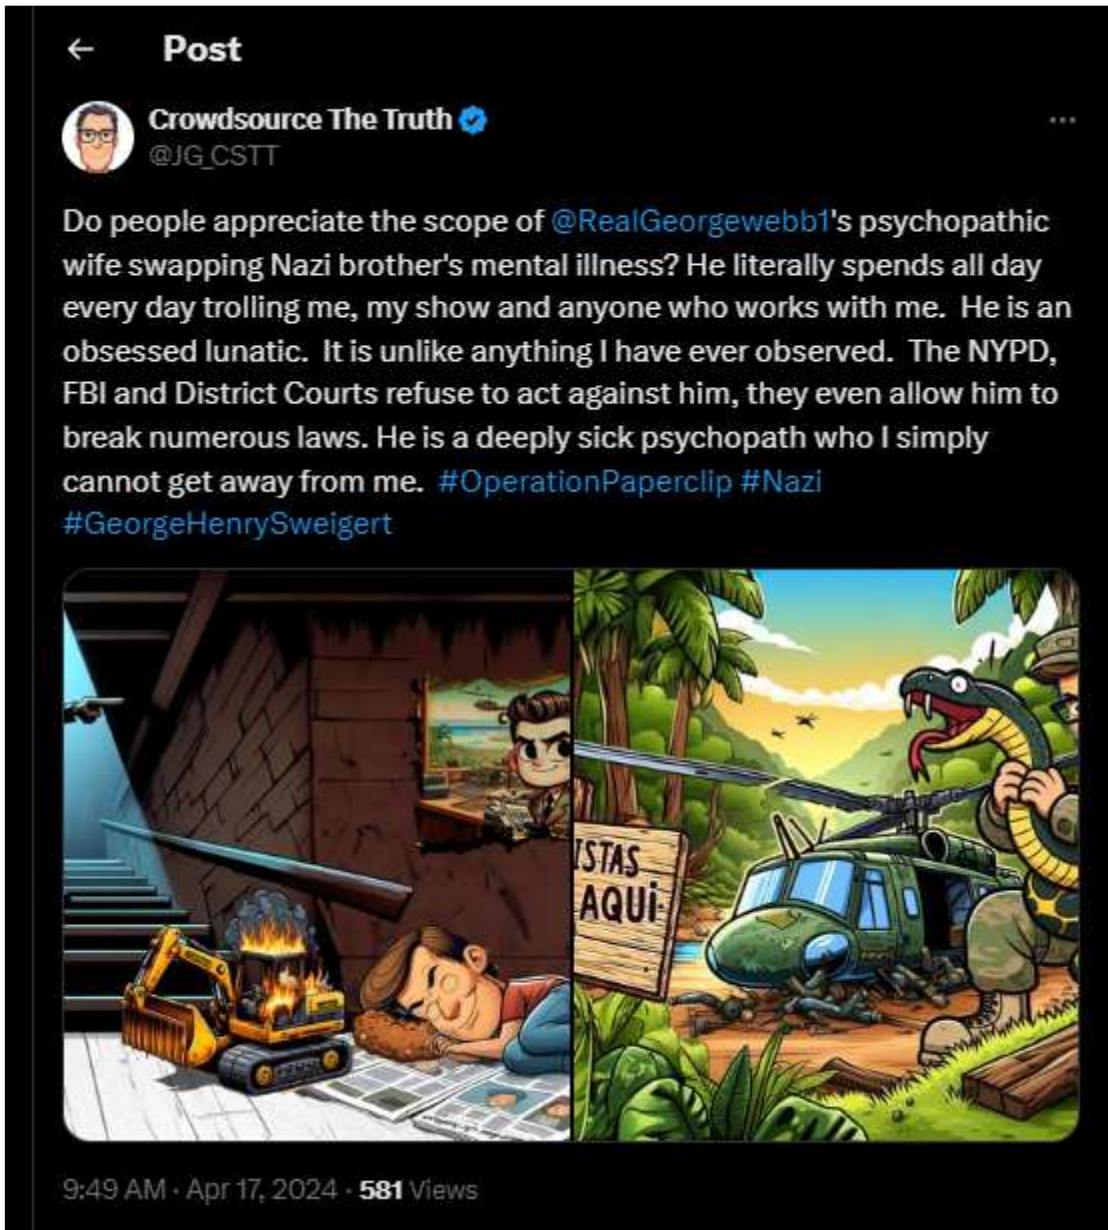 Post
Crowdsource The Truth
@JG_CSTT
Do people appreciate the scope of @RealGeorgewebb1's psychopathic
wife swapping Nazi brother's mental illness? He literally spends all day
every day trolling me, my show and anyone who works with me.  He is an
obsessed lunatic.  It is unlike anything I have ever observed.  The NYPD,
FBI and District Courts refuse to act against him, they even allow him to
break numerous laws. He is a deeply sick psychopath who I simply
cannot get away from me.  #OperationPaperclip #Nazi
#GeorgeHenrySweigert
ISTAS
AQUÍ
9:49 AM · Apr 17, 2024 · 581 Views